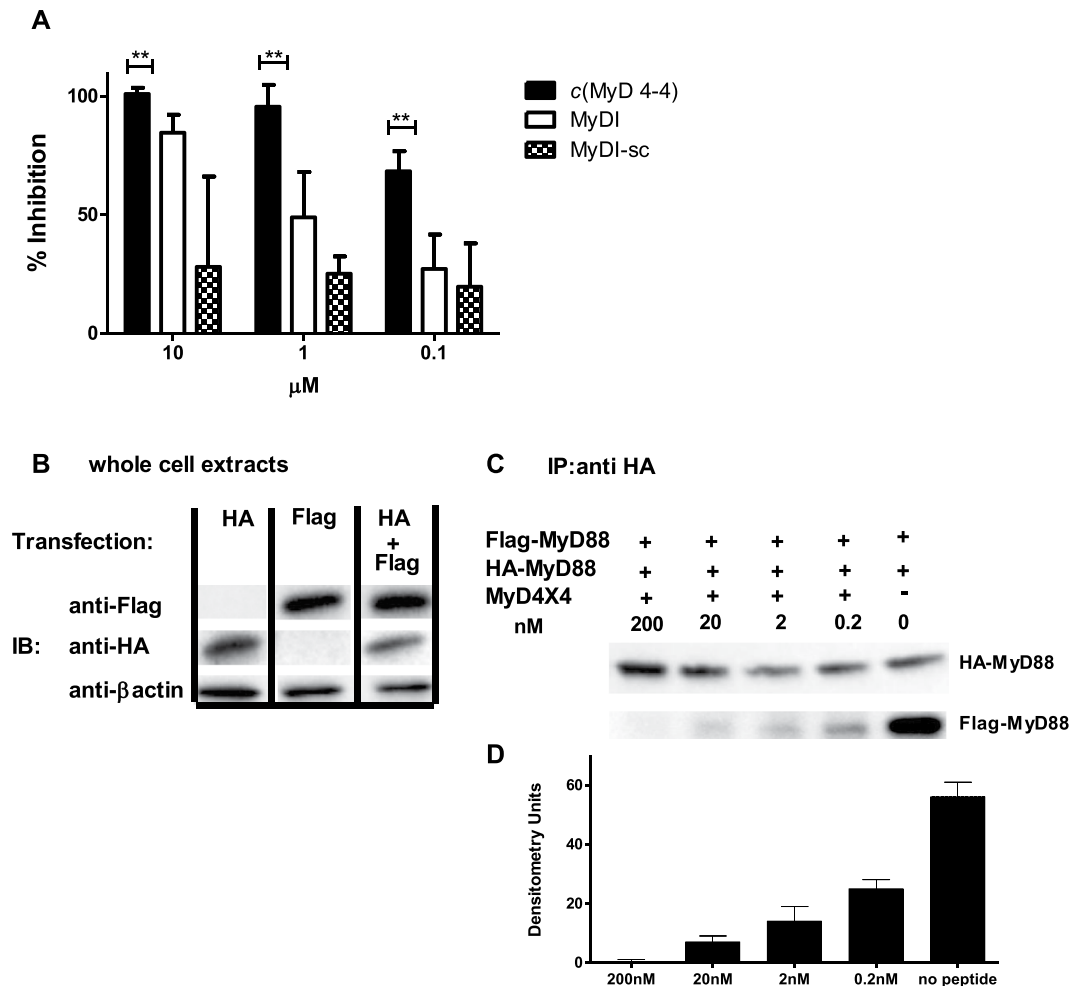 A
** ** **
100
50
0
% Inhibition
10 1 0.1
μM
c(MyD 4-4)
MyDI
MyDI-sc
B whole cell extracts
Transfection: HA Flag HA + Flag
anti-Flag
IB: anti-HA
anti-βactin
C IP:anti HA
Flag-MyD88 + + + + +
HA-MyD88 + + + + +
MyD4X4 + + + + -
nM 200 20 2 0.2 0
HA-MyD88
Flag-MyD88
D
60
40
20
0
Densitometry Units
200nM 20nM 2nM 0.2nM no peptide